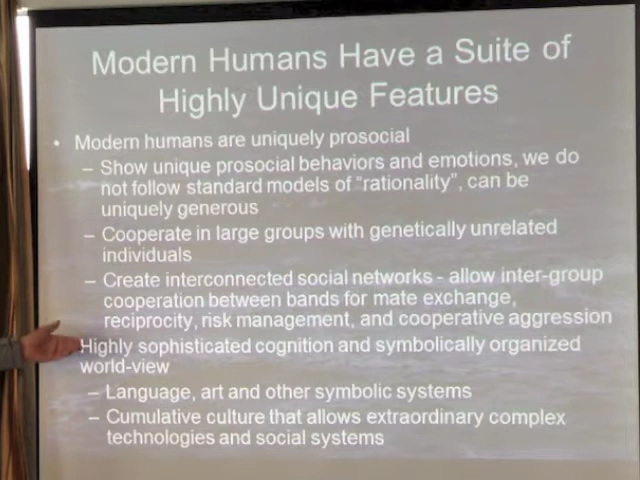 Modern Humans Have a Suite of
Highly Unique Features
• Modern humans are uniquely prosocial
– Show unique prosocial behaviors and emotions, we do
not follow standard models of "rationality", can be
uniquely generous
– Cooperate in large groups with genetically unrelated
individuals
– Create interconnected social networks - allow inter-group
cooperation between bands for mate exchange,
reciprocity, risk management, and cooperative aggression
Highly sophisticated cognition and symbolically organized
world-view
– Language, art and other symbolic systems
– Cumulative culture that allows extraordinary complex
technologies and social systems